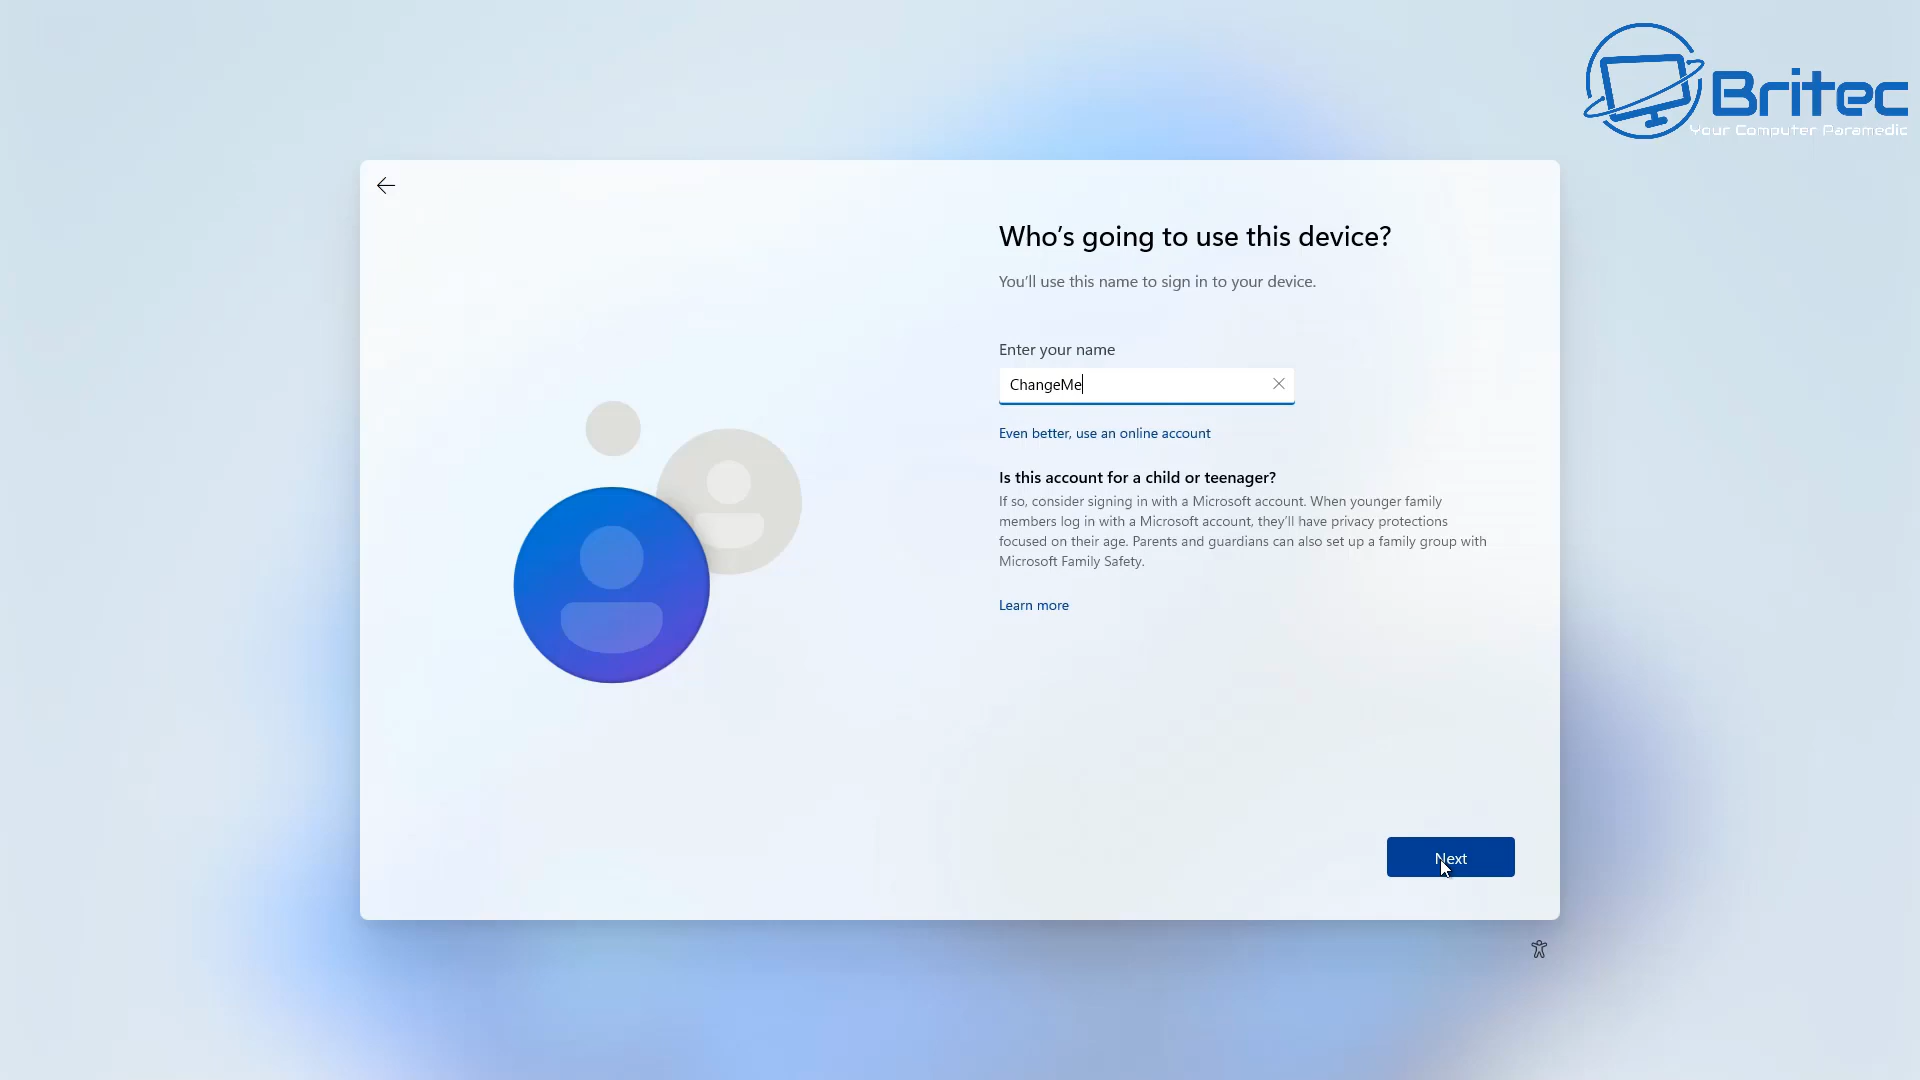 Britec
Your Computer Paramedic
Who's going to use this device?
You'll use this name to sign in to your device.
Enter your name
ChangeMe
Even better, use an online account
Is this account for a child or teenager?
If so, consider signing in with a Microsoft account. When younger family
members log in with a Microsoft account, they'll have privacy protections
focused on their age. Parents and guardians can also set up a family group with
Microsoft Family Safety.
Learn more
Next